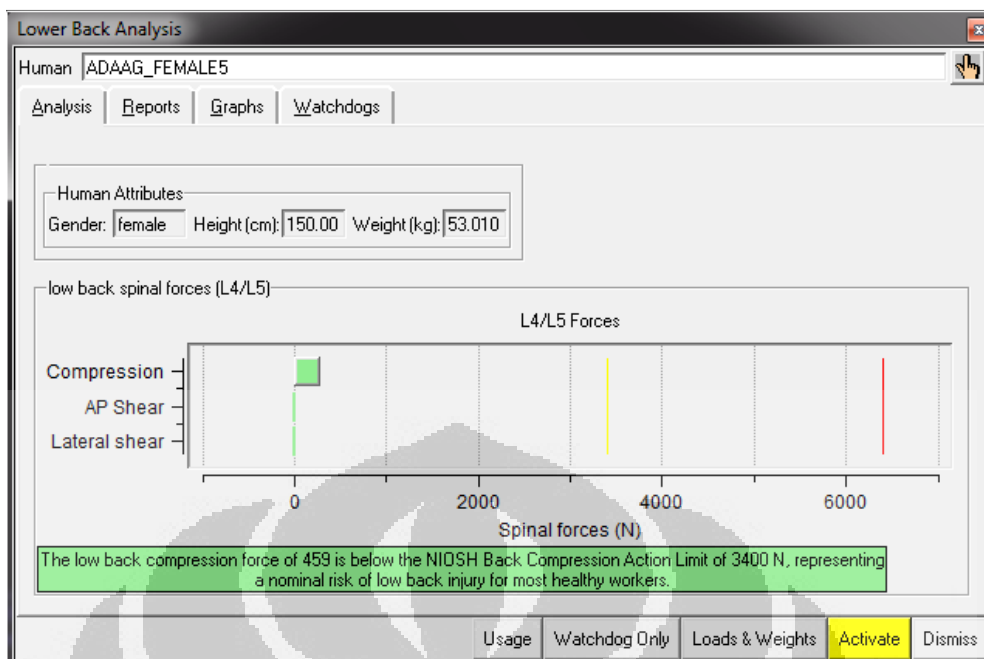 Lower Back Analysis
Human ADAAG_FEMALE5
Analysis Reports Graphs Watchdogs
Human Attributes
Gender: female Height (cm): 150.00 Weight (kg): 53.010
low back spinal forces (L4/L5)
L4/L5 Forces
Compression
AP Shear
Lateral shear
0 2000 4000 6000
Spinal forces (N)
The low back compression force of 459 is below the NIOSH Back Compression Action Limit of 3400 N, representing
a nominal risk of low back injury for most healthy workers.
Usage Watchdog Only Loads & Weights Activate Dismiss